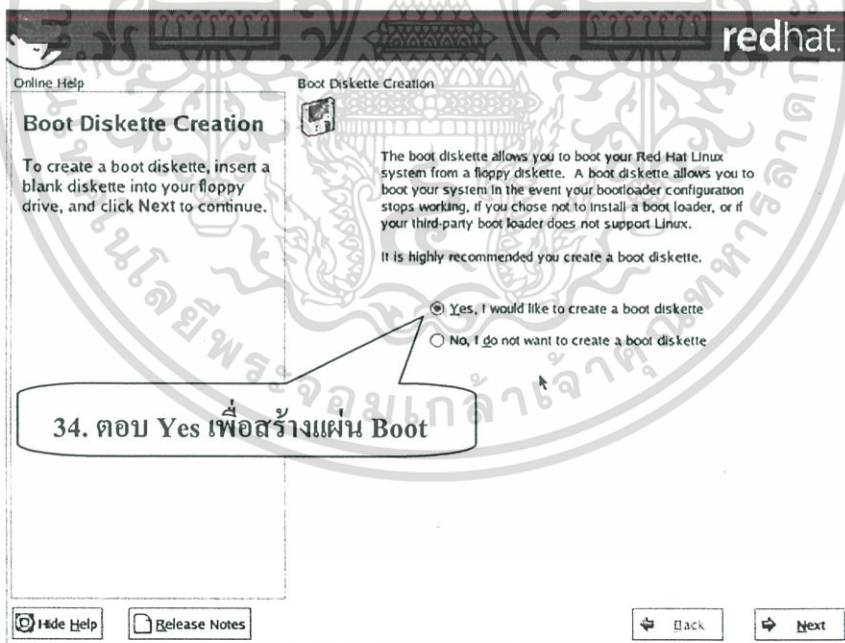 redhat.
Online Help
Boot Diskette Creation
To create a boot diskette, insert a
blank diskette into your floppy
drive, and click Next to continue.
Boot Diskette Creation
The boot diskette allows you to boot your Red Hat Linux
system from a floppy diskette. A boot diskette allows you to
boot your system in the event your bootloader configuration
stops working, if you chose not to install a boot loader, or if
your third-party boot loader does not support Linux.
It is highly recommended you create a boot diskette.
Yes, I would like to create a boot diskette
No, I do not want to create a boot diskette
34. ตอบ Yes เพื่อสร้างแผ่น Boot
Hide Help
Release Notes
Back
Next